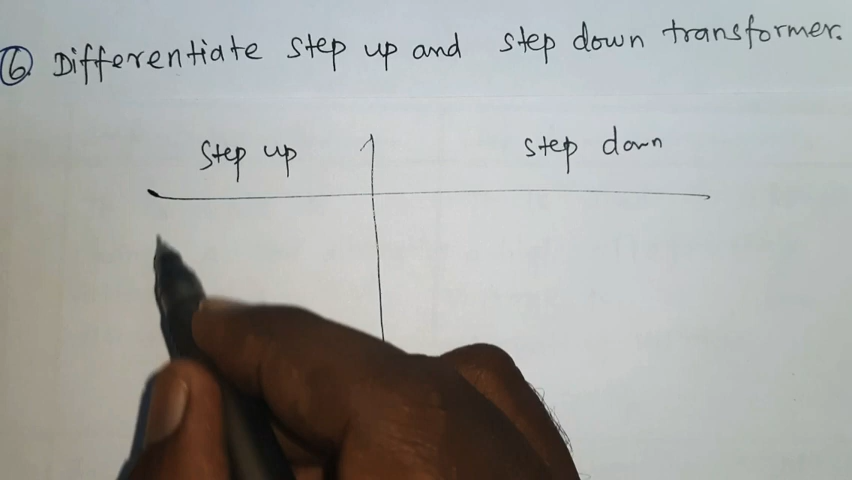 6 Differentiate step up and step down transformer.
Step up
step down